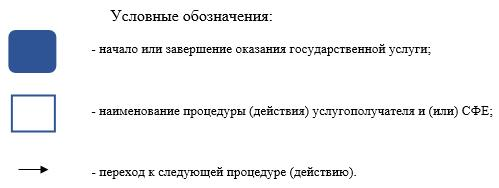 Условные обозначения:
- начало или завершение оказания государственной услуги;
- наименование процедуры (действия) услугополучателя и (или) СФЕ;
- переход к следующей процедуре (действию).